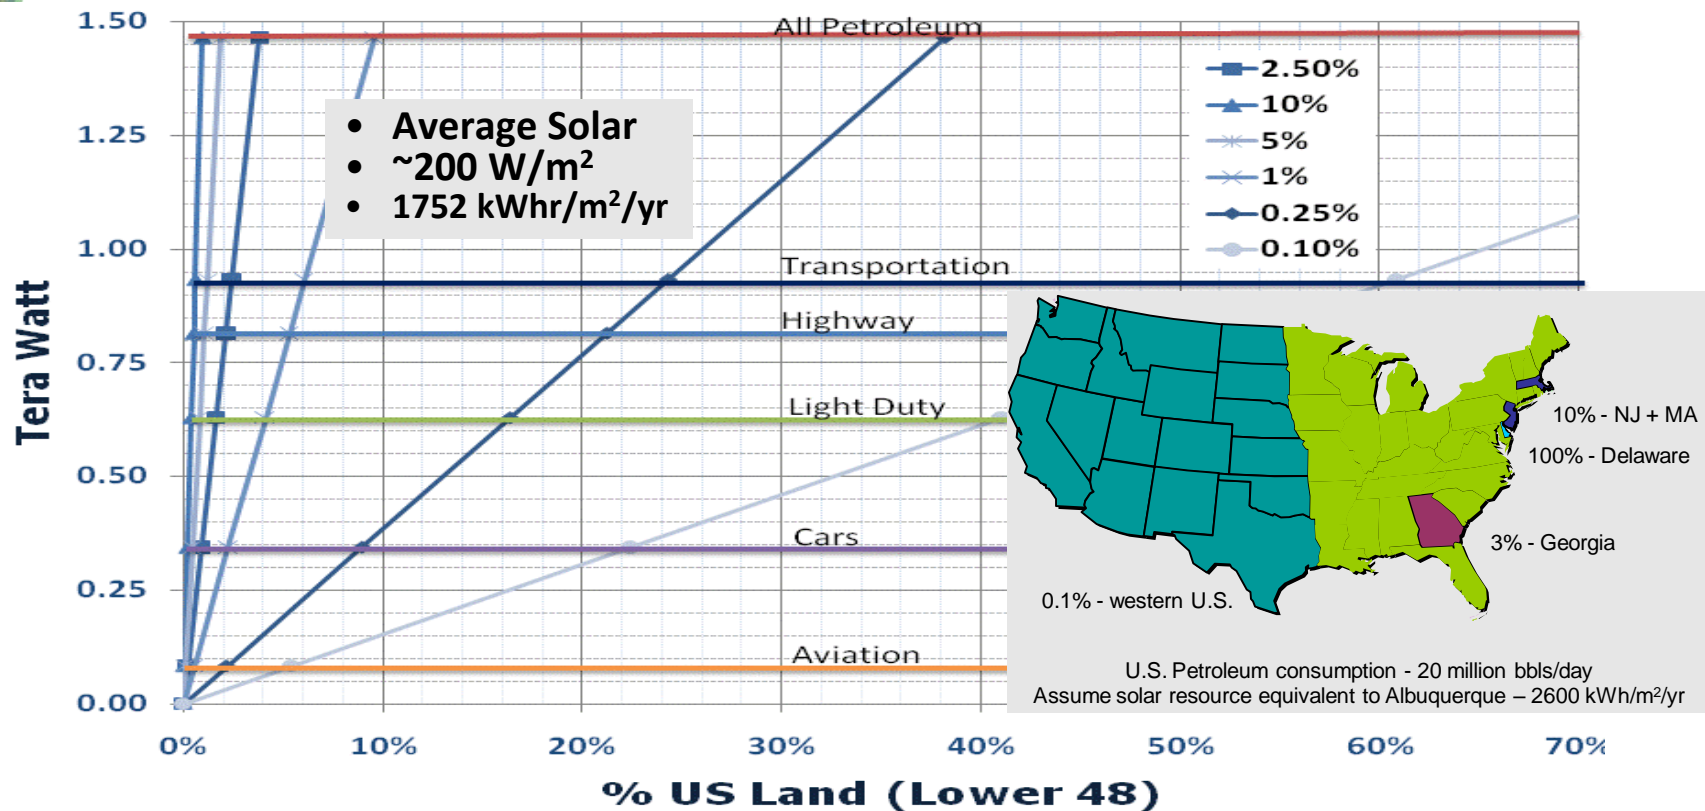 1.50
1.25
1.00
0.75
0.50
0.25
0.00
Tera Watt
All Petroleum
• Average Solar
• ~200 W/m²
• 1752 kWhr/m²/yr
2.50%
10%
5%
1%
0.25%
0.10%
Transportation
Highway
Light Duty
Cars
Aviation
10% - NJ + MA
100% - Delaware
3% - Georgia
0.1% - western U.S.
U.S. Petroleum consumption - 20 million bbls/day
Assume solar resource equivalent to Albuquerque – 2600 kWh/m²/yr
0% 10% 20% 30% 40% 50% 60% 70%
% US Land (Lower 48)